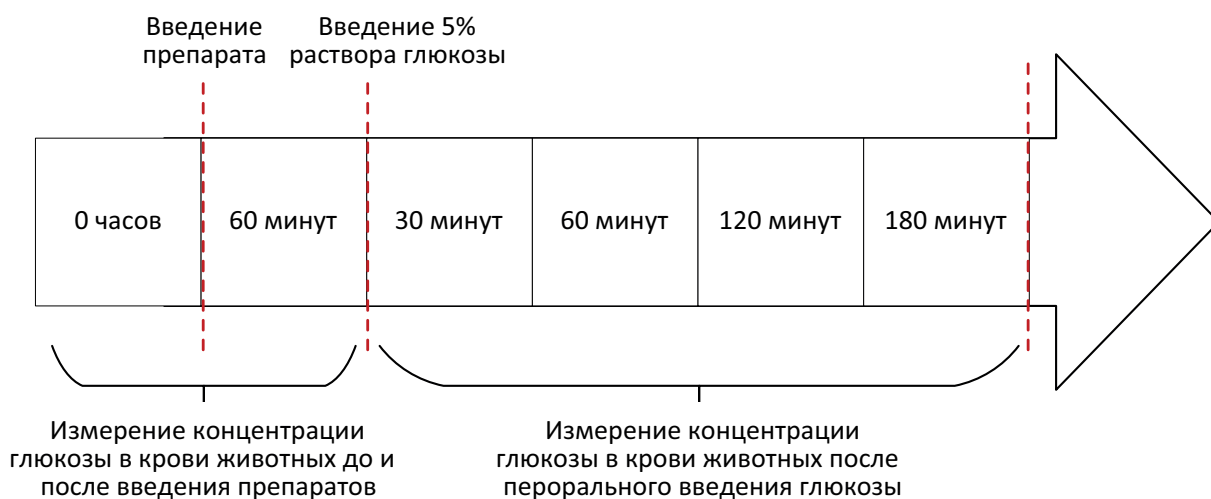 Введение
препарата
Введение 5%
раствора глюкозы
0 часов
60 минут
30 минут
60 минут
120 минут
180 минут
Измерение концентрации
глюкозы в крови животных до и
после введения препаратов
Измерение концентрации
глюкозы в крови животных после
перорального введения глюкозы